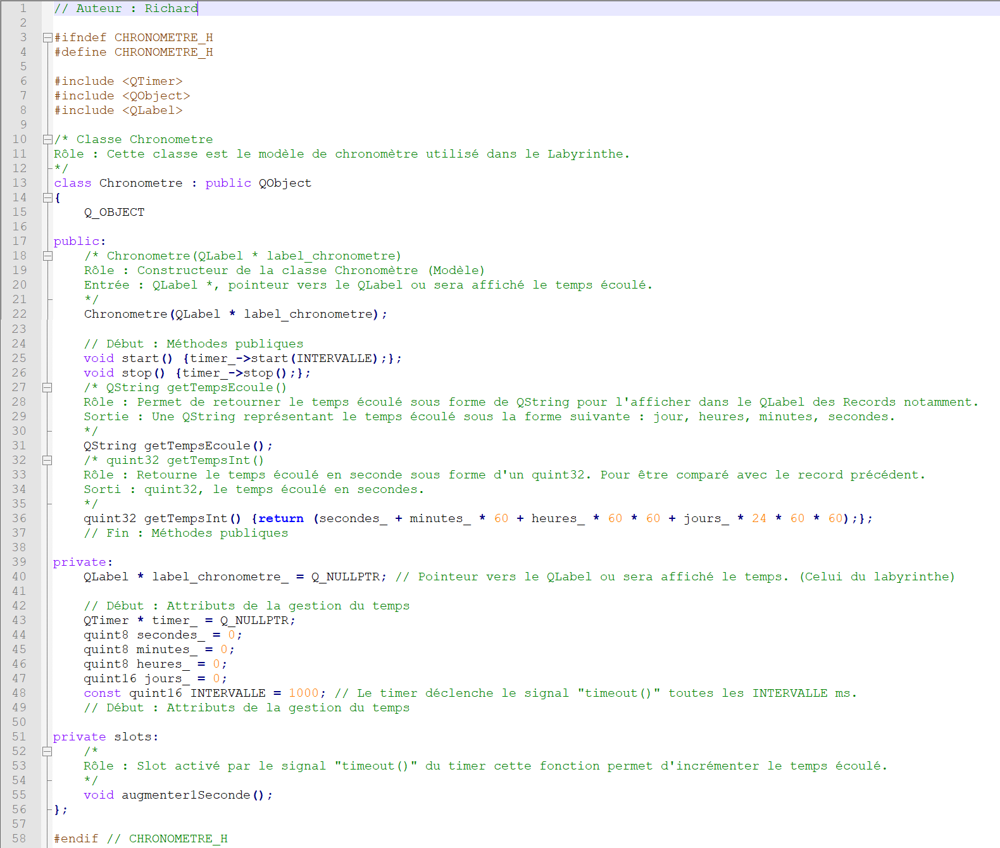 1 // Auteur : Richard
2
3 #ifndef CHRONOMETRE_H
4 #define CHRONOMETRE_H
5
6 #include <QTimer>
7 #include <QObject>
8 #include <QLabel>
9
10 /* Classe Chronometre
11 Rôle : Cette classe est le modèle de chronomètre utilisé dans le Labyrinthe.
12 */
13 class Chronometre : public QObject
14 {
15     Q_OBJECT
16
17 public:
18     /* Chronometre(QLabel * label_chronometre)
19     Rôle : Constructeur de la classe Chronomètre (Modèle)
20     Entrée : QLabel *, pointeur vers le QLabel ou sera affiché le temps écoulé.
21     */
22     Chronometre(QLabel * label_chronometre);
23
24     // Début : Méthodes publiques
25     void start() {timer_->start(INTERVALLE);};
26     void stop() {timer_->stop();};
27     /* QString getTempsEcoule()
28     Rôle : Permet de retourner le temps écoulé sous forme de QString pour l'afficher dans le QLabel des Records notamment.
29     Sortie : Une QString représentant le temps écoulé sous la forme suivante : jour, heures, minutes, secondes.
30     */
31     QString getTempsEcoule();
32     /* quint32 getTempsInt()
33     Rôle : Retourne le temps écoulé en seconde sous forme d'un quint32. Pour être comparé avec le record précédent.
34     Sorti : quint32, le temps écoulé en secondes.
35     */
36     quint32 getTempsInt() {return (secondes_ + minutes_ * 60 + heures_ * 60 * 60 + jours_ * 24 * 60 * 60);};
37     // Fin : Méthodes publiques
38
39 private:
40     QLabel * label_chronometre_ = Q_NULLPTR; // Pointeur vers le QLabel ou sera affiché le temps. (Celui du labyrinthe)
41
42     // Début : Attributs de la gestion du temps
43     QTimer * timer_ = Q_NULLPTR;
44     quint8 secondes_ = 0;
45     quint8 minutes_ = 0;
46     quint8 heures_ = 0;
47     quint16 jours_ = 0;
48     const quint16 INTERVALLE = 1000; // Le timer déclenche le signal "timeout()" toutes les INTERVALLE ms.
49     // Début : Attributs de la gestion du temps
50
51 private slots:
52     /*
53     Rôle : Slot activé par le signal "timeout()" du timer cette fonction permet d'incrémenter le temps écoulé.
54     */
55     void augmenter1Seconde();
56 };
57
58 #endif // CHRONOMETRE_H